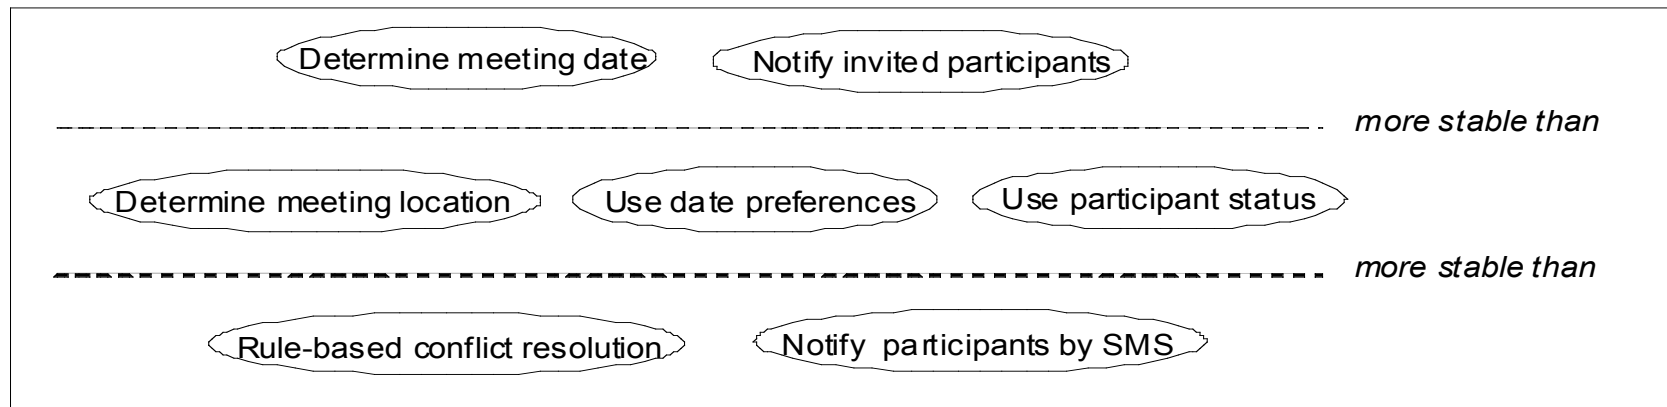 Determine meeting date
Notify invited participants
more stable than
Determine meeting location
Use date preferences
Use participant status
more stable than
Rule-based conflict resolution
Notify participants by SMS